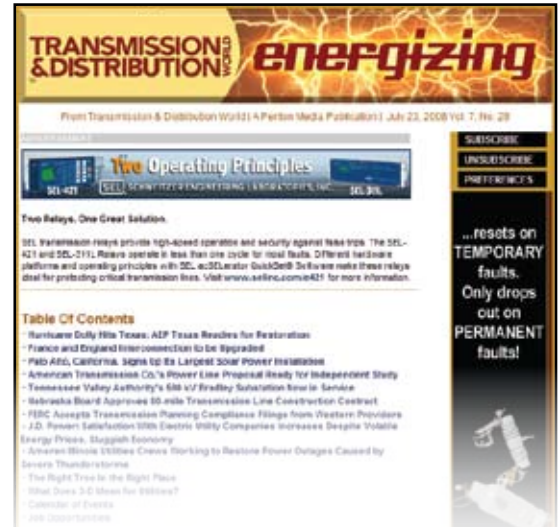 TRANSMISSION
&DISTRIBUTION
WORLD
energizing
From Transmission & Distribution World | A Penton Media Publication | July 23, 2008 Vol. 7, No. 28
ADVERTISEMENT
Two Operating Principles
SEL-421
SEL SCHWEITZER ENGINEERING LABORATORIES, INC.
SEL-311L
Two Relays, One Great Solution.
SEL transmission relays provide high-speed operation and security against false trips. The SEL-
421 and SEL-311L Relays operate in less than one cycle for most faults. Different hardware
platforms and operating principles with SEL acSELerator QuickSet® Software make these relays
ideal for protecting critical transmission lines. Visit www.selinc.com/e421 for more information.
Table Of Contents
- Hurricane Dolly Hits Texas; AEP Texas Readies for Restoration
- France and England Interconnection to be Upgraded
- Palo Alto, California, Signs Up Its Largest Solar Power Installation
- American Transmission Co.'s Power Line Proposal Ready for Independent Study
- Tennessee Valley Authority's 500 kV Bradley Substation Now in Service
- Nebraska Board Approves 80-mile Transmission Line Construction Contract
- FERC Accepts Transmission Planning Compliance Filings from Western Providers
- J.D. Power: Satisfaction With Electric Utility Companies Increases Despite Volatile
Energy Prices, Sluggish Economy
- Ameren Illinois Utilities Crews Working to Restore Power Outages Caused by
Severe Thunderstorms
- The Right Tree in the Right Place
- What Does 3-D Mean for Utilities?
- Calendar of Events
- Job Opportunities
SUBSCRIBE
UNSUBSCRIBE
PREFERENCES
...resets on
TEMPORARY
faults.
Only drops
out on
PERMANENT
faults!